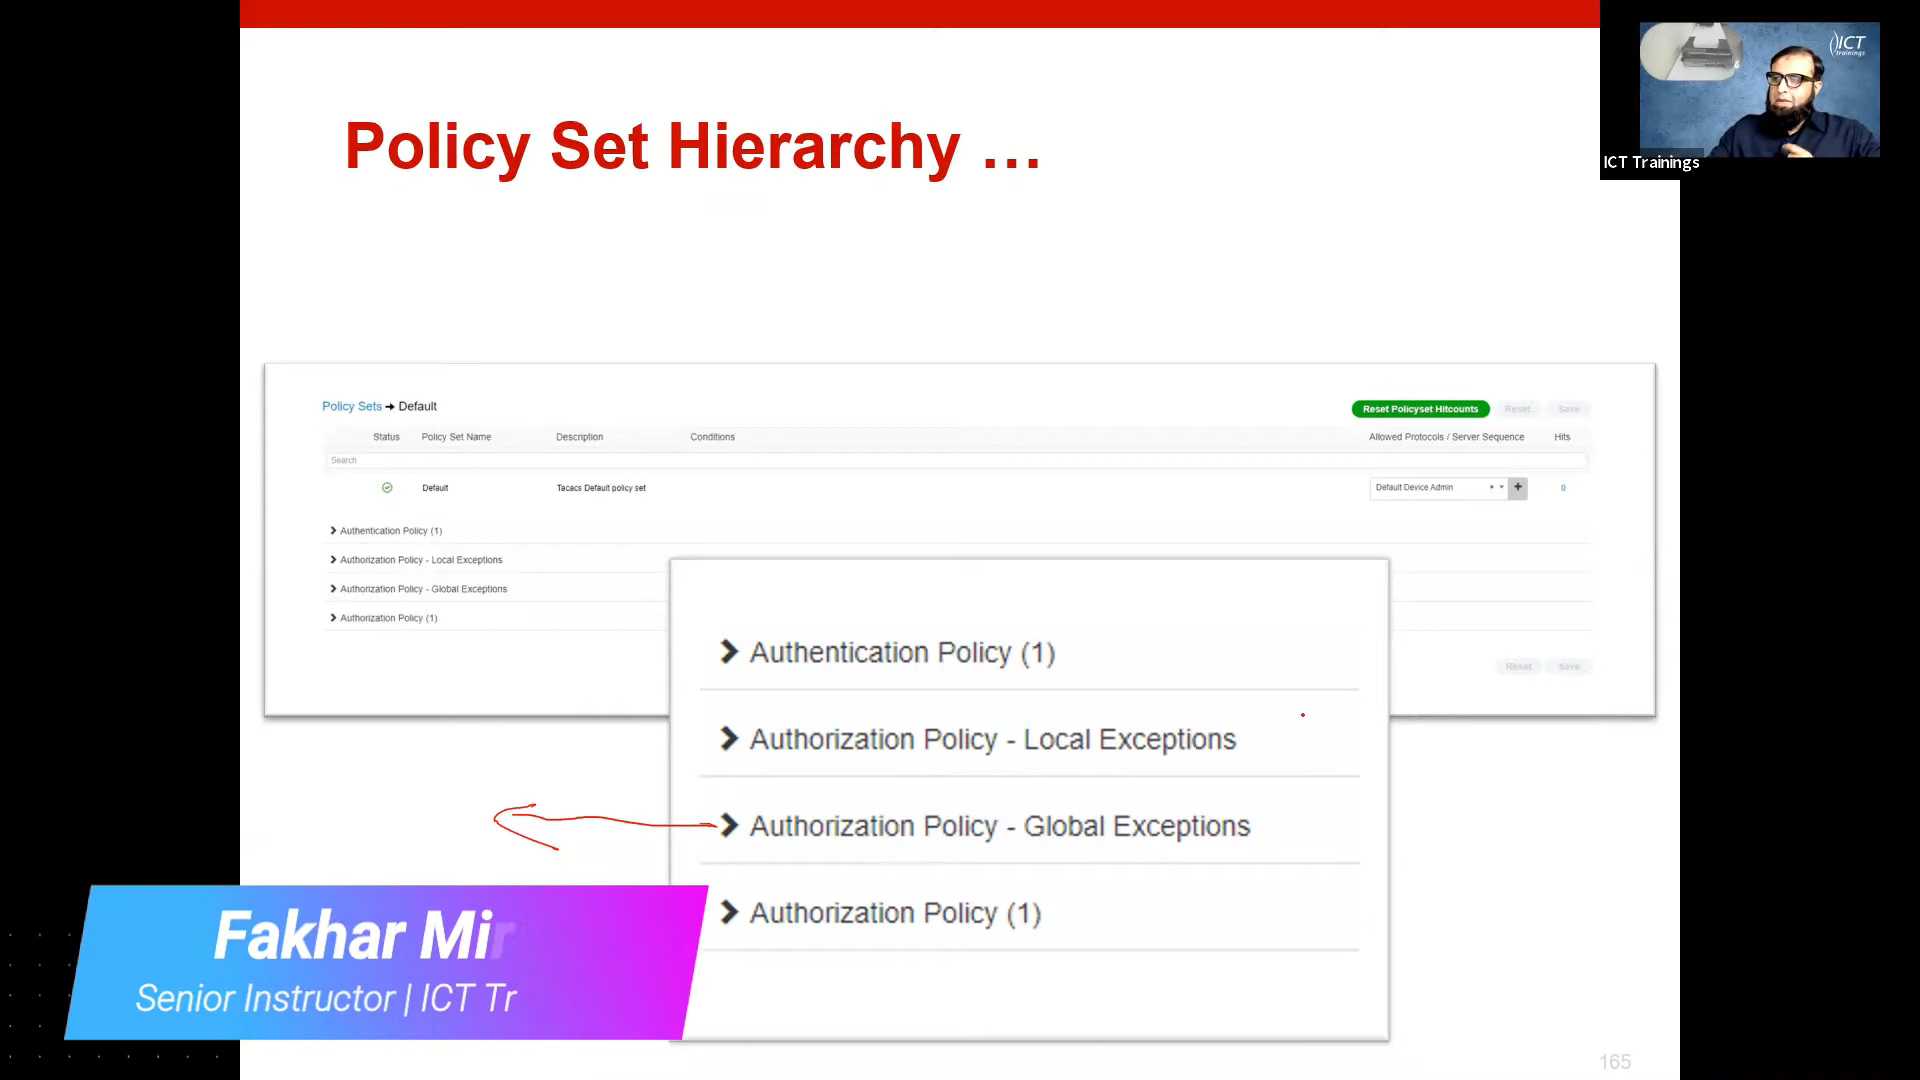 ICT
trainings
ICT Trainings
Policy Set Hierarchy ...
Policy Sets ➔ Default
Reset Policyset Hitcounts Reset Save
Status Policy Set Name Description Conditions Allowed Protocols / Server Sequence Hits
Search
Default Tacacs Default policy set Default Device Admin × + 0
Authentication Policy (1)
Authorization Policy - Local Exceptions
Authorization Policy - Global Exceptions
Authorization Policy (1)
Reset Save
Authentication Policy (1)
Authorization Policy - Local Exceptions
Authorization Policy - Global Exceptions
Authorization Policy (1)
Fakhar Mir
Senior Instructor | ICT Tr
165